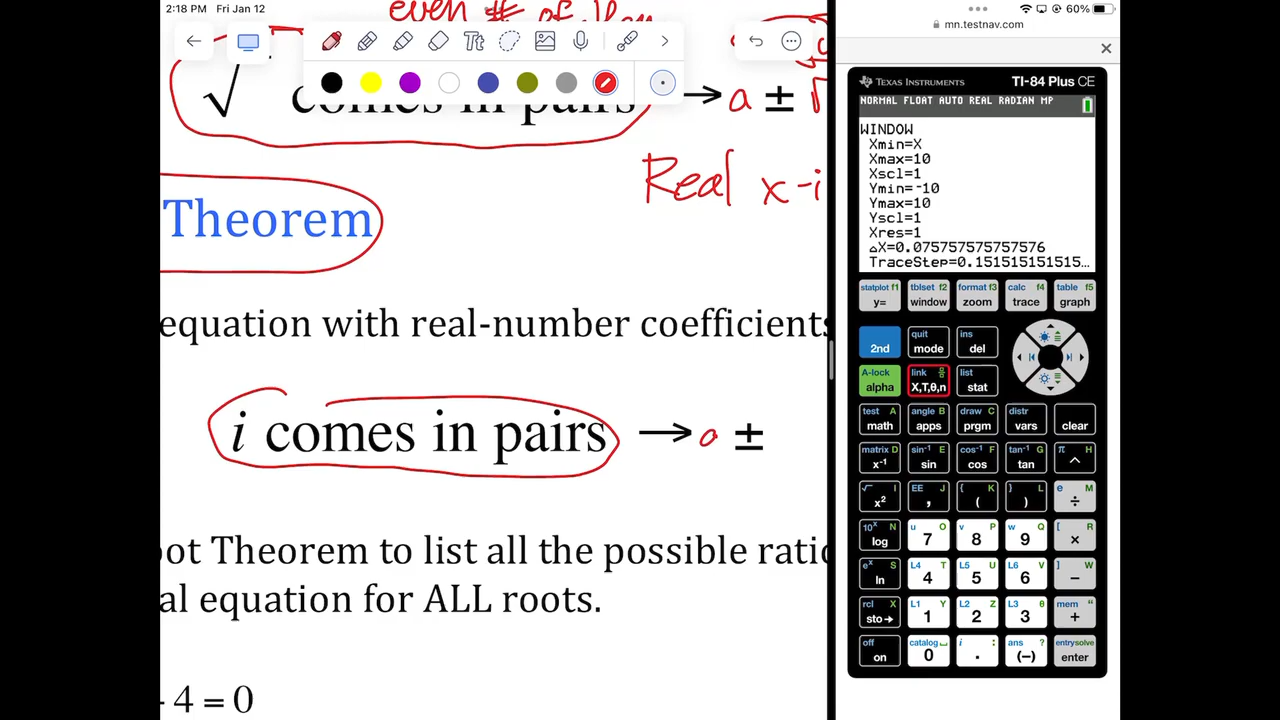 2:18 PM Fri Jan 12
60%
even # of them
mn.testnav.com
Tt
√ comes in pairs → a ± √
Real x-i
Theorem
equation with real-number coefficients
i comes in pairs → a ±
oot Theorem to list all the possible ratio
al equation for ALL roots.
- 4 = 0
TEXAS INSTRUMENTS TI-84 Plus CE
NORMAL FLOAT AUTO REAL RADIAN MP
WINDOW
Xmin=X
Xmax=10
Xscl=1
Ymin=-10
Ymax=10
Yscl=1
Xres=1
△X=0.075757575757576
TraceStep=0.151515151515…
statplot f1 tblset f2 format f3 calc f4 table f5
y= window zoom trace graph
quit ins
2nd mode del
A-lock link list
alpha X,T,θ,n stat
test A angle B draw C distr
math apps prgm vars clear
matrix D sin⁻¹ E cos⁻¹ F tan⁻¹ G π H
x⁻¹ sin cos tan ^
√ I EE J { K } L e M
x² , ( ) ÷
10ˣ N u O v P w Q [ R
log 7 8 9 ×
eˣ S L4 T L5 U L6 V ] W
ln 4 5 6 −
rcl X L1 Y L2 Z L3 θ mem "
sto→ 1 2 3 +
off catalog i : ans ? entry solve
on 0 . (−) enter